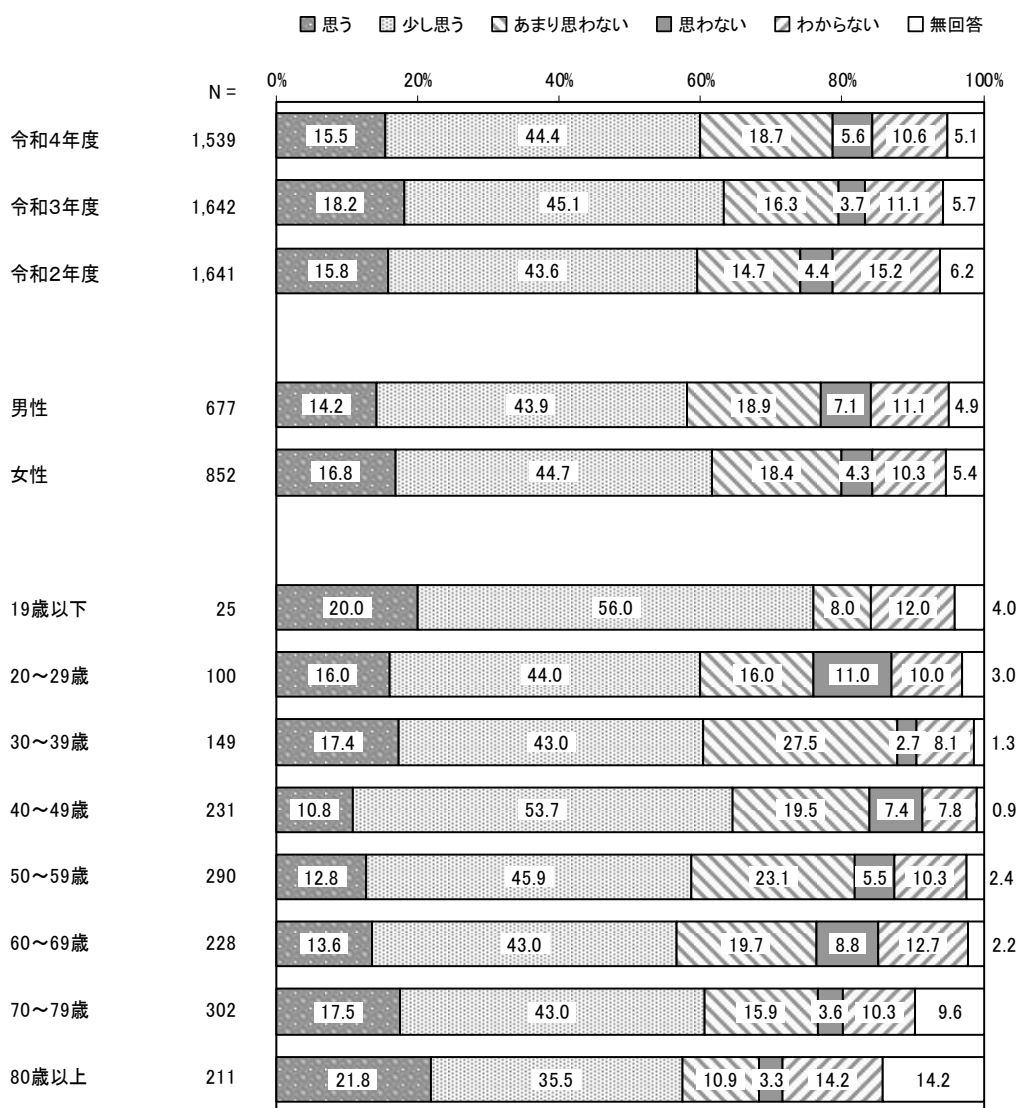 思う 少し思う あまり思わない 思わない わからない 無回答
N = 0% 20% 40% 60% 80% 100%
令和4年度 1,539 15.5 44.4 18.7 5.6 10.6 5.1
令和3年度 1,642 18.2 45.1 16.3 3.7 11.1 5.7
令和2年度 1,641 15.8 43.6 14.7 4.4 15.2 6.2
男性 677 14.2 43.9 18.9 7.1 11.1 4.9
女性 852 16.8 44.7 18.4 4.3 10.3 5.4
19歳以下 25 20.0 56.0 8.0 12.0 4.0
20～29歳 100 16.0 44.0 16.0 11.0 10.0 3.0
30～39歳 149 17.4 43.0 27.5 2.7 8.1 1.3
40～49歳 231 10.8 53.7 19.5 7.4 7.8 0.9
50～59歳 290 12.8 45.9 23.1 5.5 10.3 2.4
60～69歳 228 13.6 43.0 19.7 8.8 12.7 2.2
70～79歳 302 17.5 43.0 15.9 3.6 10.3 9.6
80歳以上 211 21.8 35.5 10.9 3.3 14.2 14.2